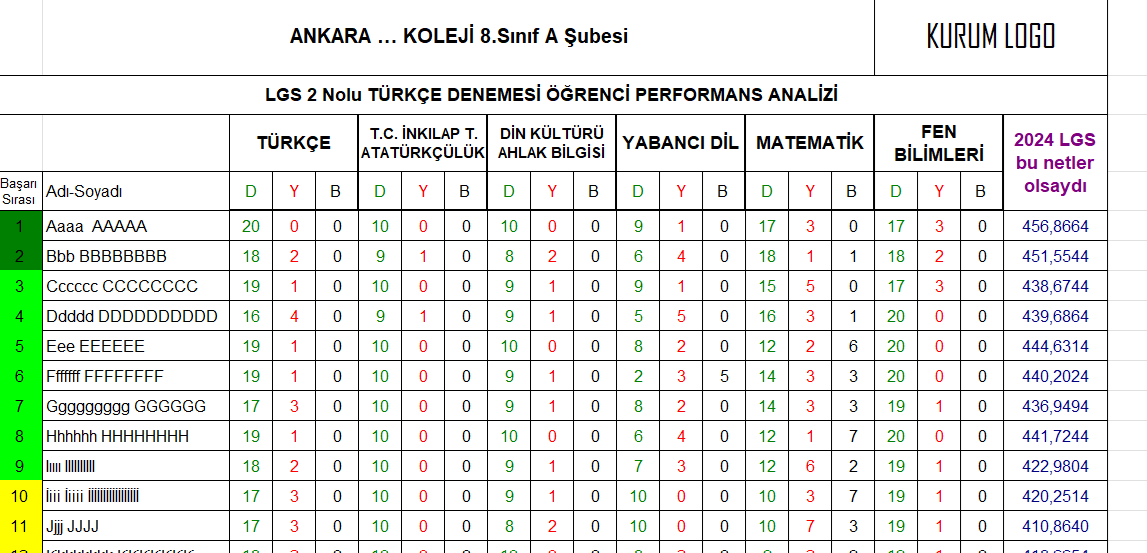 ANKARA … KOLEJİ 8.Sınıf A Şubesi
KURUM LOGO
LGS 2 Nolu TÜRKÇE DENEMESİ ÖĞRENCİ PERFORMANS ANALİZİ
TÜRKÇE T.C. İNKILAP T. ATATÜRKÇÜLÜK DİN KÜLTÜRÜ AHLAK BİLGİSİ YABANCI DİL MATEMATİK FEN BİLİMLERİ 2024 LGS bu netler olsaydı
Başarı Sırası Adı-Soyadı D Y B D Y B D Y B D Y B D Y B D Y B
1 Aaaa AAAAA 20 0 0 10 0 0 10 0 0 9 1 0 17 3 0 17 3 0 456,8664
2 Bbb BBBBBBBB 18 2 0 9 1 0 8 2 0 6 4 0 18 1 1 18 2 0 451,5544
3 Cccccc CCCCCCCC 19 1 0 10 0 0 9 1 0 9 1 0 15 5 0 17 3 0 438,6744
4 Ddddd DDDDDDDDDD 16 4 0 9 1 0 9 1 0 5 5 0 16 3 1 20 0 0 439,6864
5 Eee EEEEEE 19 1 0 10 0 0 10 0 0 8 2 0 12 2 6 20 0 0 444,6314
6 Fffffff FFFFFFFF 19 1 0 10 0 0 9 1 0 2 3 5 14 3 3 20 0 0 440,2024
7 Ggggggggg GGGGGG 17 3 0 10 0 0 9 1 0 8 2 0 14 3 3 19 1 0 436,9494
8 Hhhhhh HHHHHHHH 19 1 0 10 0 0 10 0 0 6 4 0 12 1 7 20 0 0 441,7244
9 Iıııı IIIIIIIIII 18 2 0 10 0 0 9 1 0 7 3 0 12 6 2 19 1 0 422,9804
10 İiii İiiii İİİİİİİİİİİİİİİİİ 17 3 0 10 0 0 9 1 0 10 0 0 10 3 7 19 1 0 420,2514
11 Jjjj JJJJ 17 3 0 10 0 0 8 2 0 10 0 0 10 7 3 19 1 0 410,8640